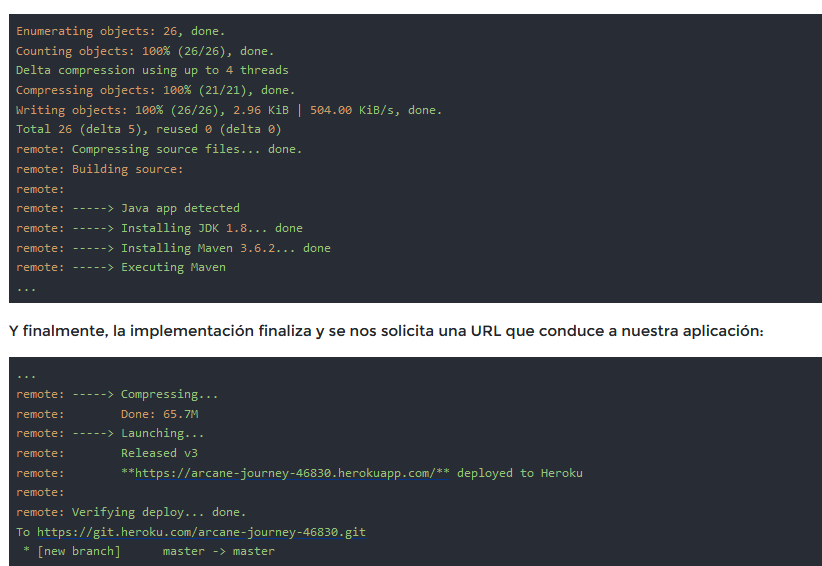 Enumerating objects: 26, done.
Counting objects: 100% (26/26), done.
Delta compression using up to 4 threads
Compressing objects: 100% (21/21), done.
Writing objects: 100% (26/26), 2.96 KiB | 504.00 KiB/s, done.
Total 26 (delta 5), reused 0 (delta 0)
remote: Compressing source files... done.
remote: Building source:
remote:
remote: -----> Java app detected
remote: -----> Installing JDK 1.8... done
remote: -----> Installing Maven 3.6.2... done
remote: -----> Executing Maven
...
Y finalmente, la implementación finaliza y se nos solicita una URL que conduce a nuestra aplicación:
...
remote: -----> Compressing...
remote:        Done: 65.7M
remote: -----> Launching...
remote:        Released v3
remote:        **https://arcane-journey-46830.herokuapp.com/** deployed to Heroku
remote:
remote: Verifying deploy... done.
To https://git.heroku.com/arcane-journey-46830.git
 * [new branch]      master -> master